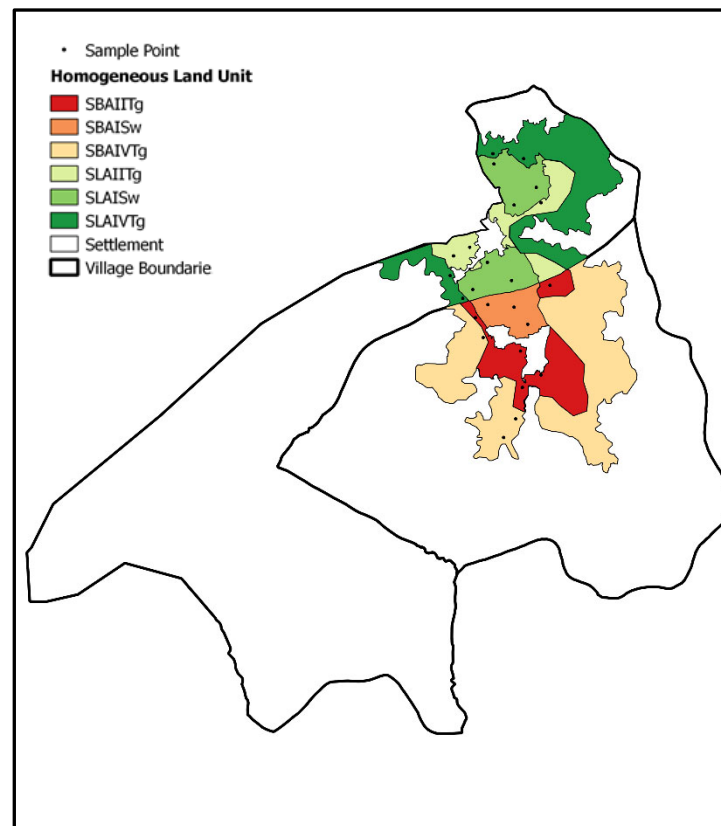 Sample Point
Homogeneous Land Unit
SBAIITg
SBAISw
SBAIVTg
SLAIITg
SLAISw
SLAIVTg
Settlement
Village Boundarie